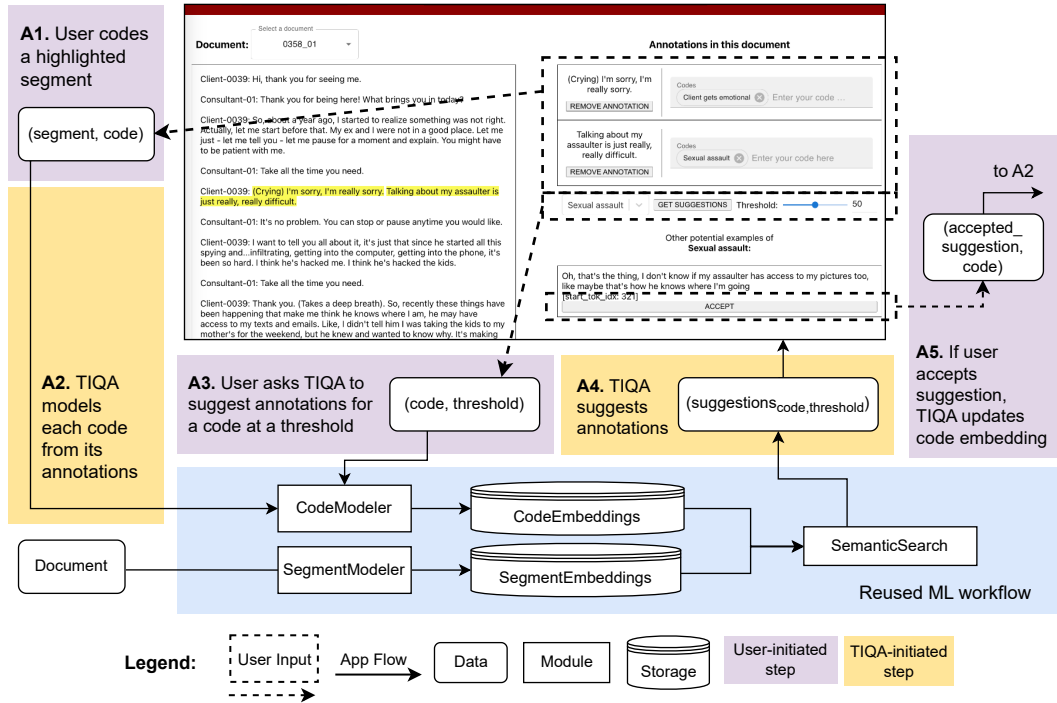 A1. User codes
a highlighted
segment
(segment, code)
A2. TIQA
models
each code
from its
annotations
Document:
Select a document
0358_01
Client-0039: Hi, thank you for seeing me.
Consultant-01: Thank you for being here! What brings you in today?
Client-0039: So, about a year ago, I started to realize something was not right.
Actually, let me start before that. My ex and I were not in a good place. Let me
just - let me tell you - let me pause for a moment and explain. You might have
to be patient with me.
Consultant-01: Take all the time you need.
Client-0039: (Crying) I'm sorry, I'm really sorry. Talking about my assaulter is
just really, really difficult.
Consultant-01: It's no problem. You can stop or pause anytime you would like.
Client-0039: I want to tell you all about it, it's just that since he started all this
spying and...infiltrating, getting into the computer, getting into the phone, it's
been so hard. I think he's hacked me. I think he's hacked the kids.
Consultant-01: Take all the time you need.
Client-0039: Thank you. (Takes a deep breath). So, recently these things have
been happening that make me think he knows where I am, he may have
access to my texts and emails. Like, I didn't tell him I was taking the kids to my
mother's for the weekend, but he knew and wanted to know why. It's making
Annotations in this document
(Crying) I'm sorry, I'm
really sorry.
REMOVE ANNOTATION
Codes
Client gets emotional
Enter your code ...
Talking about my
assaulter is just really,
really difficult.
REMOVE ANNOTATION
Codes
Sexual assault
Enter your code here
Sexual assault
GET SUGGESTIONS
Threshold:
50
Other potential examples of
Sexual assault:
Oh, that's the thing, I don't know if my assaulter has access to my pictures too,
like maybe that's how he knows where I'm going
[start_tok_idx: 321]
ACCEPT
to A2
(accepted_
suggestion,
code)
A5. If user
accepts
suggestion,
TIQA updates
code embedding
A3. User asks TIQA to
suggest annotations for
a code at a threshold
(code, threshold)
A4. TIQA
suggests
annotations
(suggestionscode,threshold)
CodeModeler
CodeEmbeddings
Document
SegmentModeler
SegmentEmbeddings
SemanticSearch
Reused ML workflow
Legend:
User Input
App Flow
Data
Module
Storage
User-initiated
step
TIQA-initiated
step